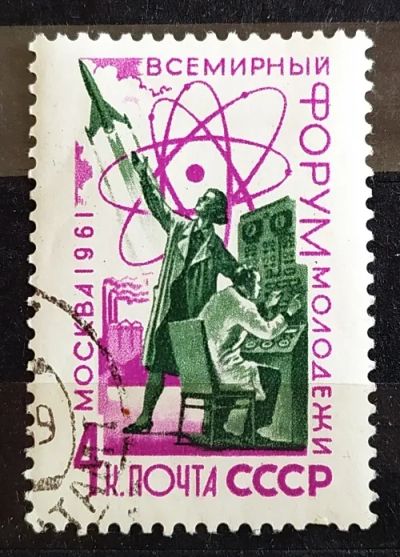 ВСЕМИРНЫЙ
ФОРУМ
МОЛОДЕЖИ
МОСКВА 1961
4 К. ПОЧТА СССР